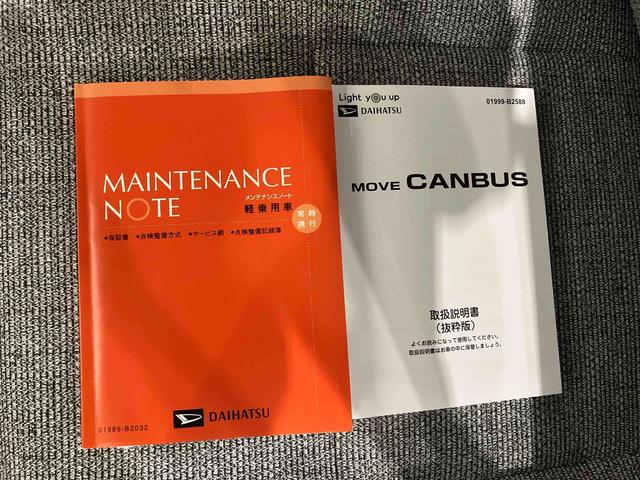 MAINTENANCE
NOTE
メンテナンスノート
軽乗用車
常時
携行
●保証書 ●点検整備方式 ●サービス網 ●点検整備記録簿
DAIHATSU
01989-B2032
Light you up
DAIHATSU
01999-B2588
MOVE CANBUS
取扱説明書
(抜粋版)
よくお読みになって使用してください。
取扱説明書はお車の中に保管しましょう。